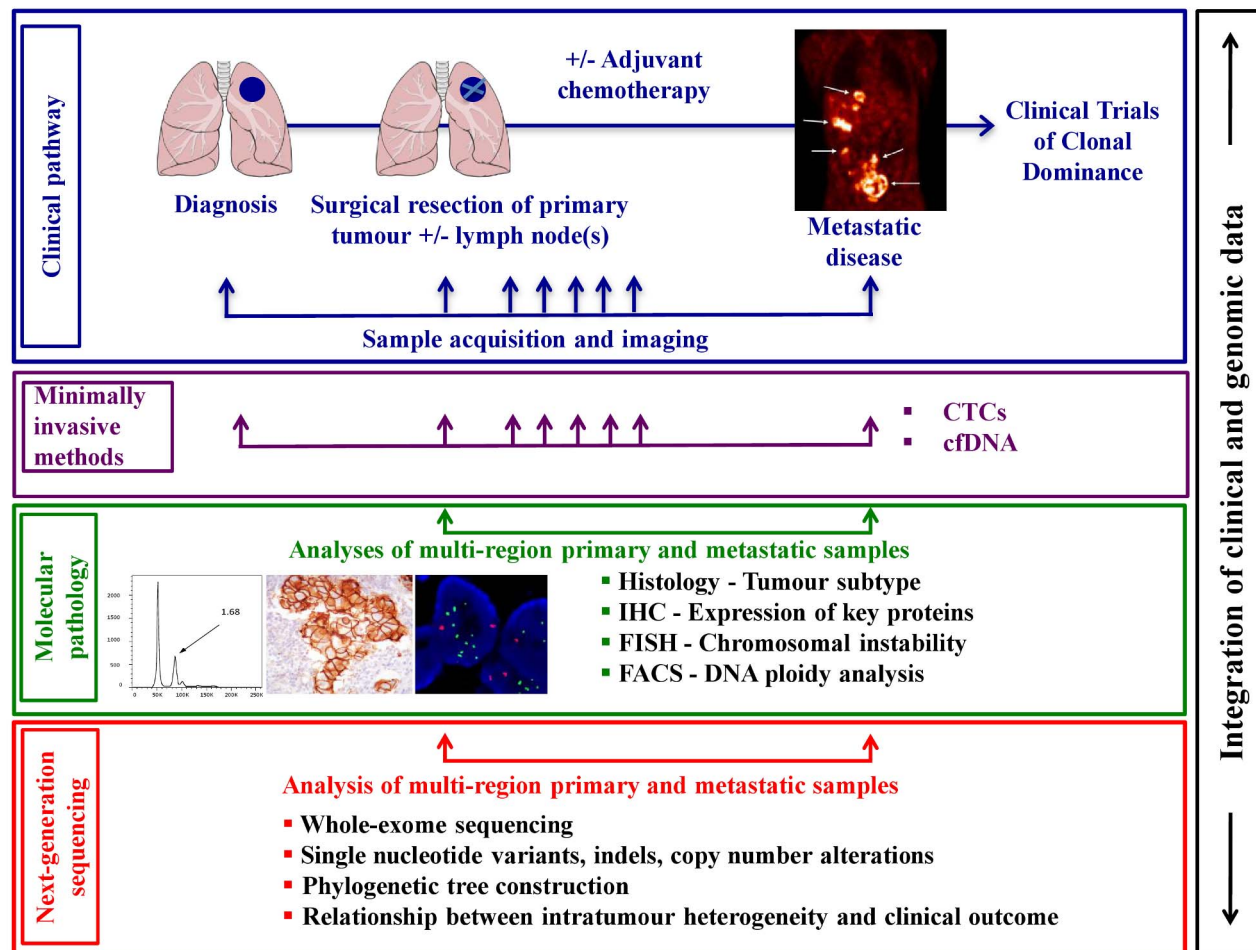 Clinical pathway
+/- Adjuvant
chemotherapy
Clinical Trials
of Clonal
Dominance
Diagnosis
Surgical resection of primary
tumour +/- lymph node(s)
Metastatic
disease
Sample acquisition and imaging
Minimally
invasive
methods
▪ CTCs
▪ cfDNA
Molecular
pathology
Analyses of multi-region primary and metastatic samples
2000
1500
1000
500
0
1.68
0 50K 100K 150K 200K 250K
▪ Histology - Tumour subtype
▪ IHC - Expression of key proteins
▪ FISH - Chromosomal instability
▪ FACS - DNA ploidy analysis
Next-generation
sequencing
Analysis of multi-region primary and metastatic samples
▪ Whole-exome sequencing
▪ Single nucleotide variants, indels, copy number alterations
▪ Phylogenetic tree construction
▪ Relationship between intratumour heterogeneity and clinical outcome
Integration of clinical and genomic data